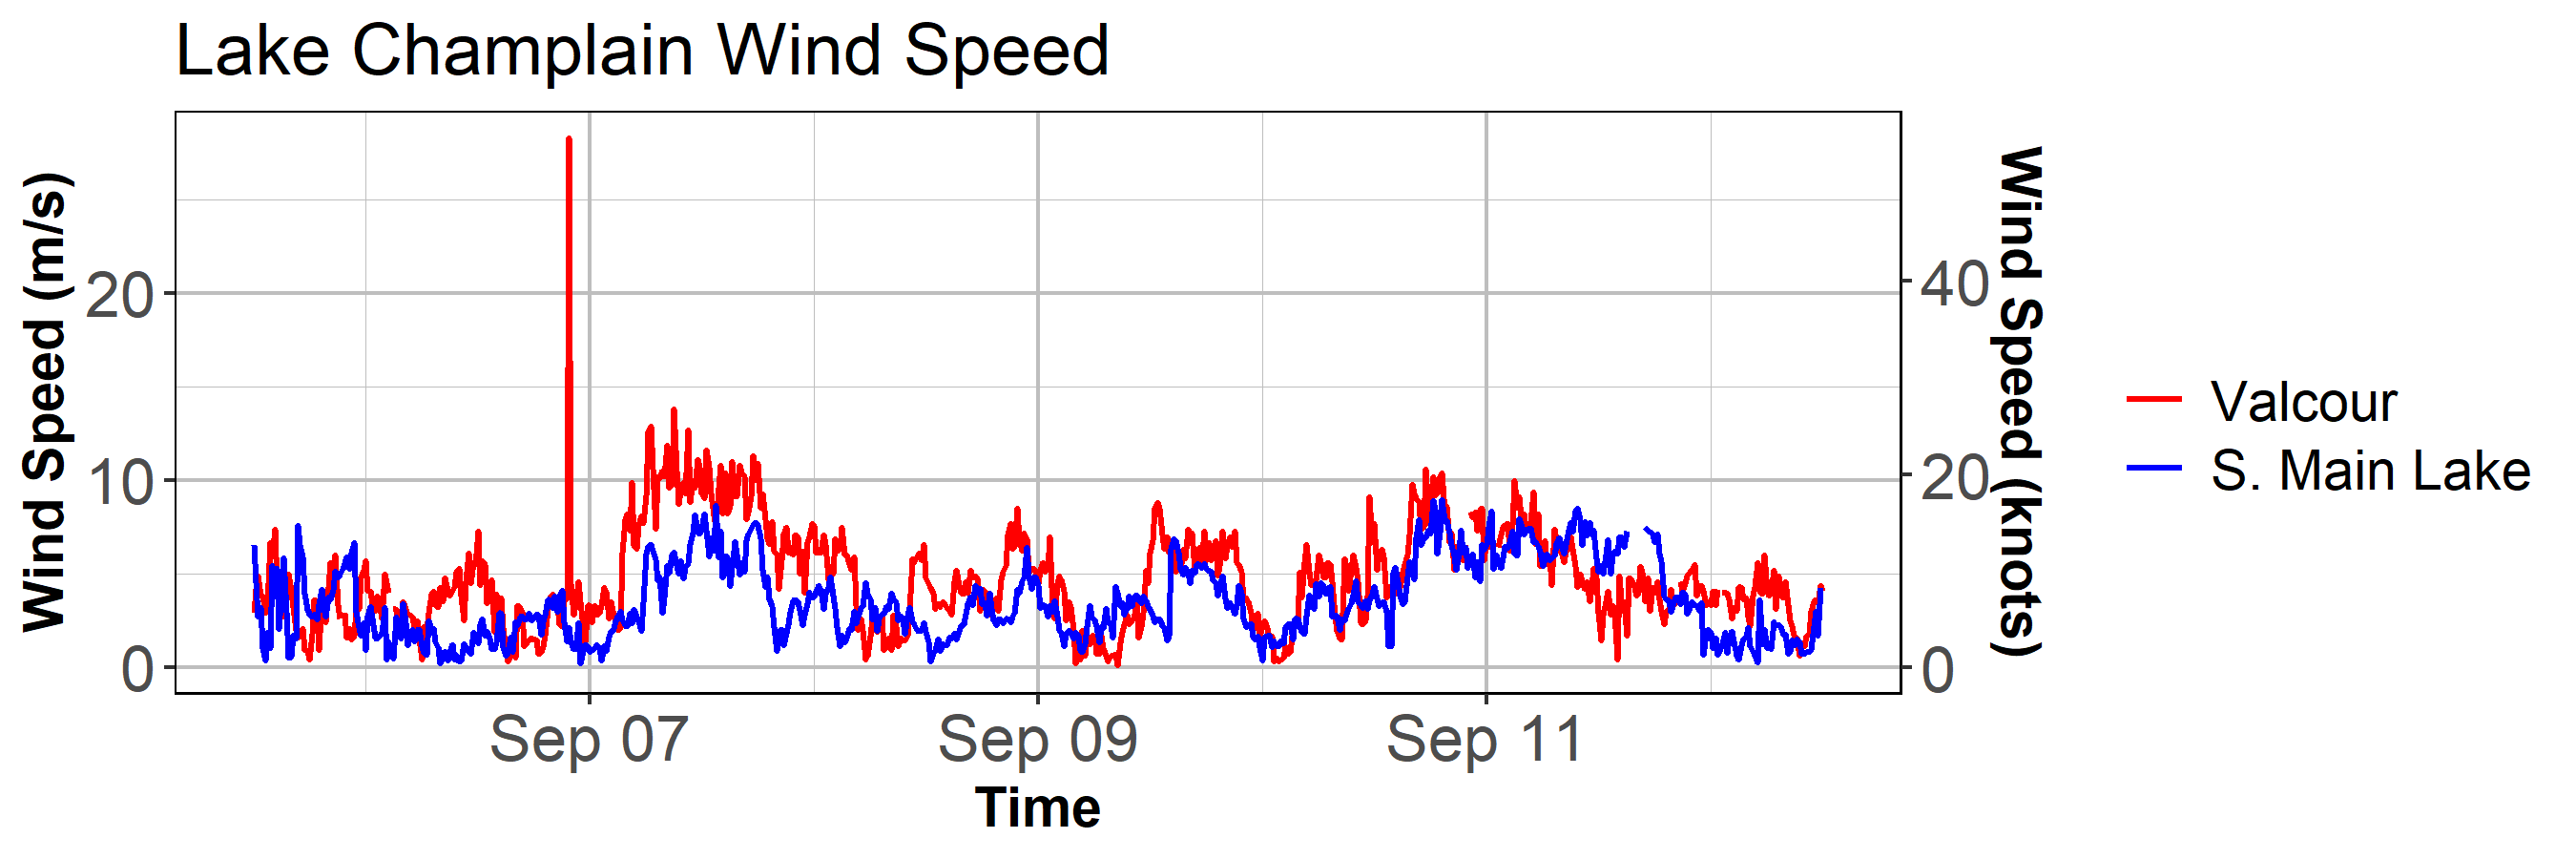 Lake Champlain Wind Speed
Wind Speed (m/s)
20
10
0
Sep 07
Sep 09
Sep 11
Time
40
20
0
Wind Speed (knots)
Valcour
S. Main Lake